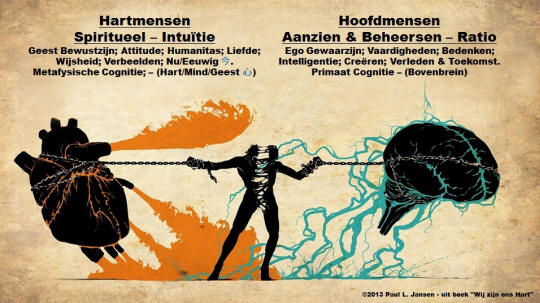 Hartmensen
Spiritueel – Intuïtie
Geest Bewustzijn; Attitude; Humanitas; Liefde;
Wijsheid; Verbeelden; Nu/Eeuwig 今.
Metafysische Cognitie; – (Hart/Mind/Geest 心)
Hoofdmensen
Aanzien & Beheersen – Ratio
Ego Gewaarzijn; Vaardigheden; Bedenken;
Intelligentie; Creëren; Verleden & Toekomst.
Primaat Cognitie – (Bovenbrein)
©2013 Paul L. Jansen - uit boek "Wij zijn ons Hart"